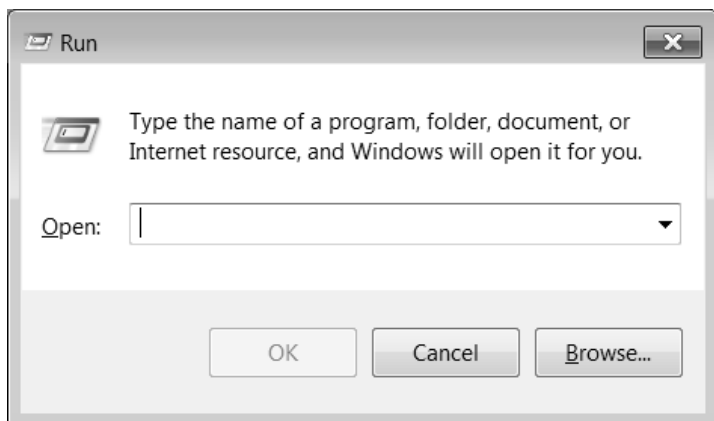 Run
Type the name of a program, folder, document, or
Internet resource, and Windows will open it for you.
Open:
OK
Cancel
Browse...